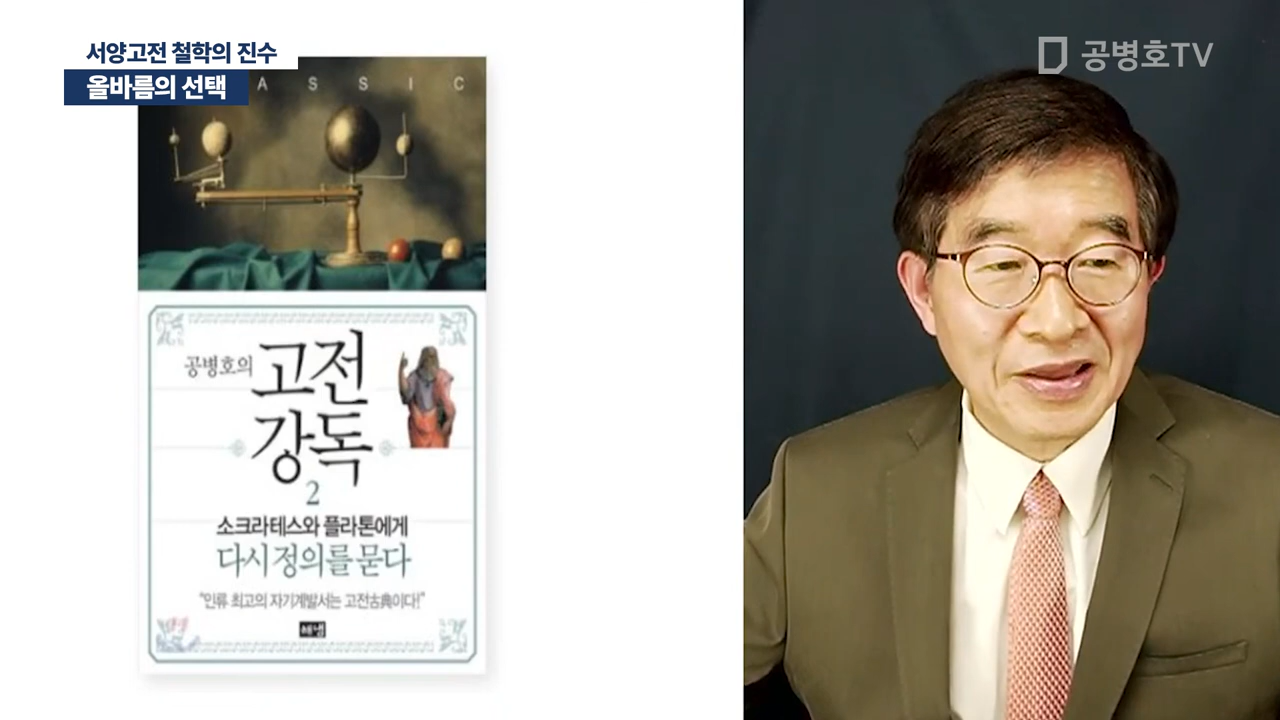 서양고전 철학의 진수
올바름의 선택
공병호TV
A S S I C
공병호의
고전
강독
2
소크라테스와 플라톤에게
다시 정의를 묻다
“인류 최고의 자기계발서는 고전古典이다!”
해냄